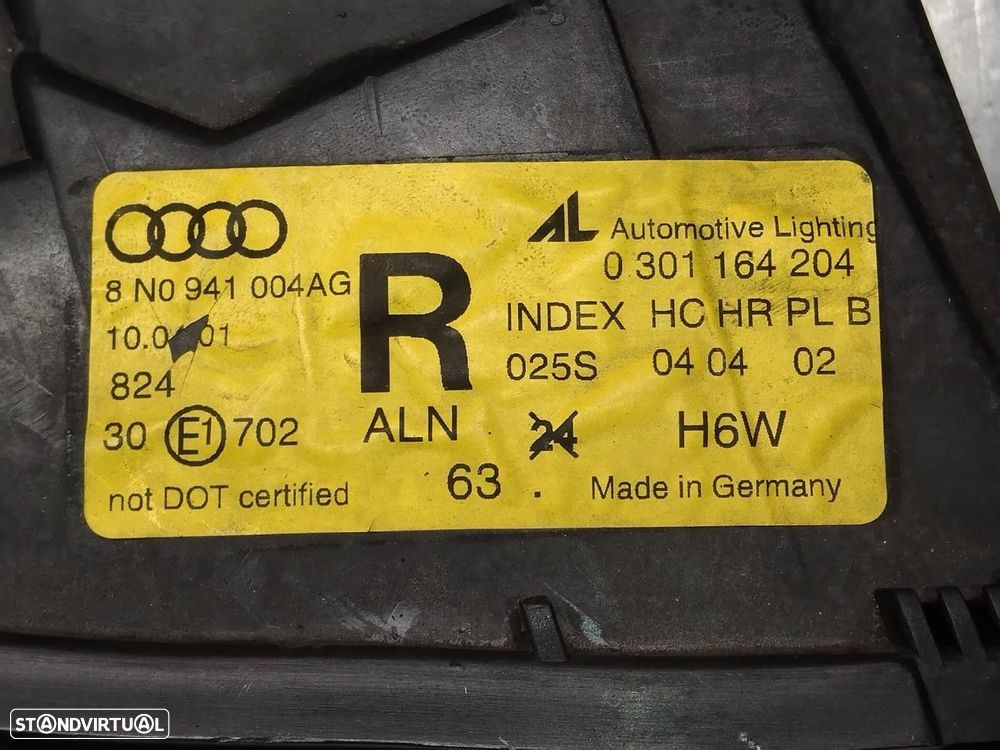 AL Automotive Lighting
8 N0 941 004AG
R
0 301 164 204
INDEX HC HR PL B
824
025S 04 04 02
30 E1 702
ALN
24
H6W
not DOT certified
63 .
Made in Germany
STANDVIRTUAL